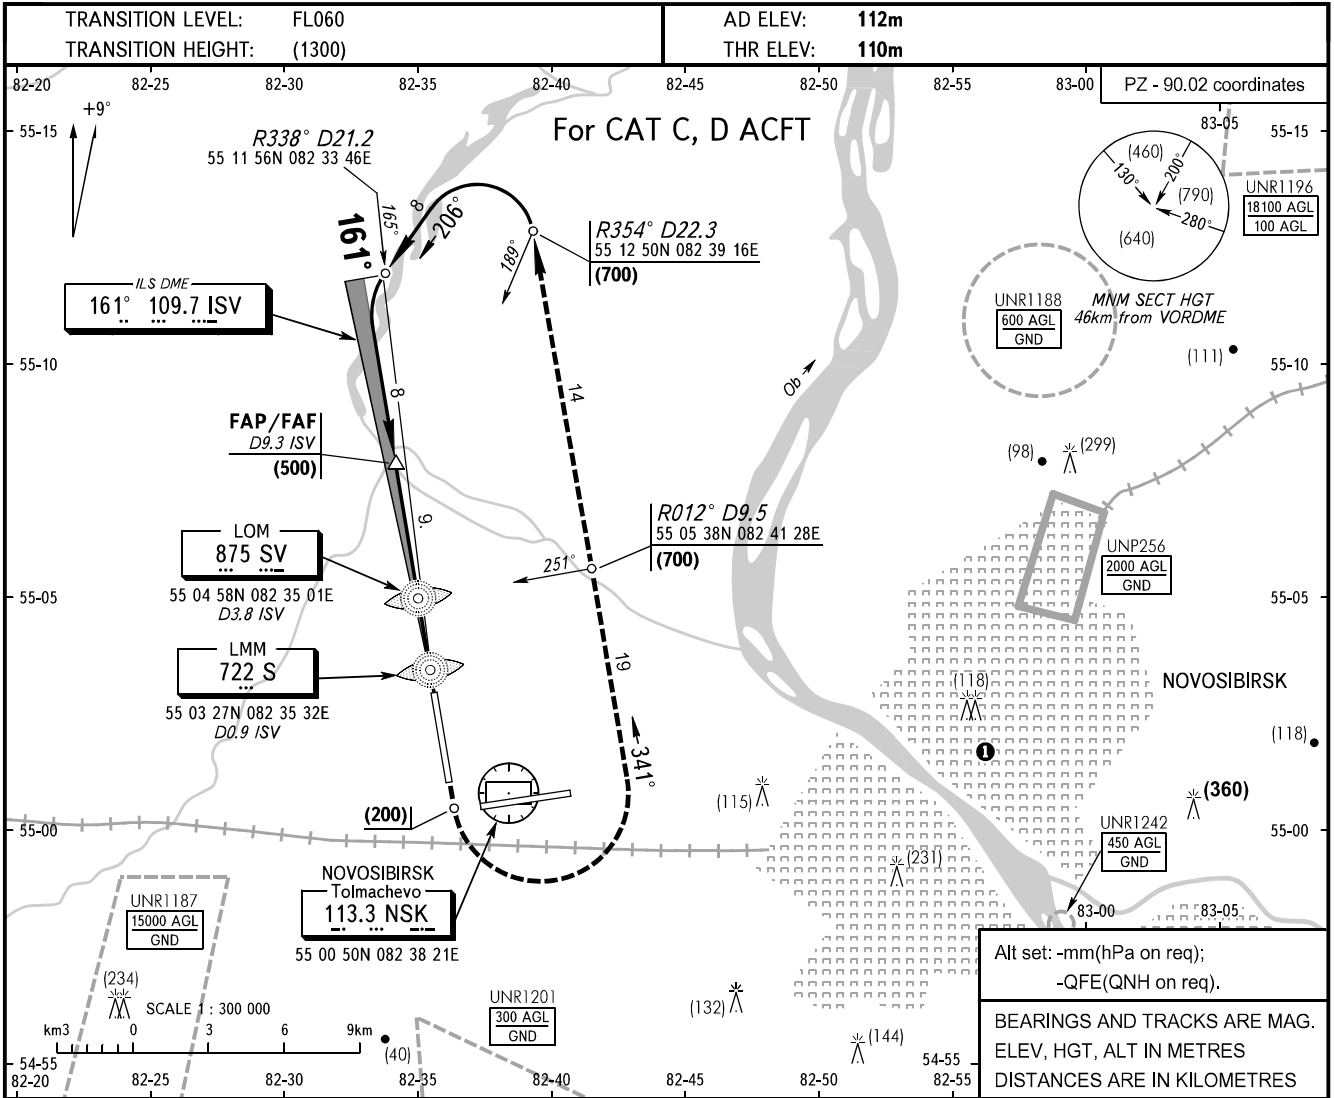 TRANSITION LEVEL: FL060
TRANSITION HEIGHT: (1300)
AD ELEV: 112m
THR ELEV: 110m
82-20 82-25 82-30 82-35 82-40 82-45 82-50 82-55 83-00
PZ - 90.02 coordinates
83-05
55-15 55-15
+9°
For CAT C, D ACFT
R338° D21.2
55 11 56N 082 33 46E
165°
8
206°
161°
189°
R354° D22.3
55 12 50N 082 39 16E
(700)
(460)
130°
200°
(790)
280°
(640)
MNM SECT HGT
46km from VORDME
UNR1196
18100 AGL
100 AGL
UNR1188
600 AGL
GND
(111)
ILS DME
161° 109.7 ISV
55-10 55-10
Ob
14
8
FAP/FAF
D9.3 ISV
(500)
(98)
(299)
9.
R012° D9.5
55 05 38N 082 41 28E
(700)
251°
LOM
875 SV
55 04 58N 082 35 01E
D3.8 ISV
UNP256
2000 AGL
GND
55-05 55-05
LMM
722 S
55 03 27N 082 35 32E
D0.9 ISV
19
(118)
NOVOSIBIRSK
(118)
1
341°
(115)
(360)
(200)
55-00 55-00
UNR1242
450 AGL
GND
(231)
NOVOSIBIRSK
Tolmachevo
113.3 NSK
55 00 50N 082 38 21E
UNR1187
15000 AGL
GND
83-00 83-05
(234)
SCALE 1 : 300 000
km3 0 3 6 9km
(40)
UNR1201
300 AGL
GND
(132)
(144)
Alt set: -mm(hPa on req);
-QFE(QNH on req).
BEARINGS AND TRACKS ARE MAG.
ELEV, HGT, ALT IN METRES
DISTANCES ARE IN KILOMETRES
54-55 54-55
82-20 82-25 82-30 82-35 82-40 82-45 82-50 82-55